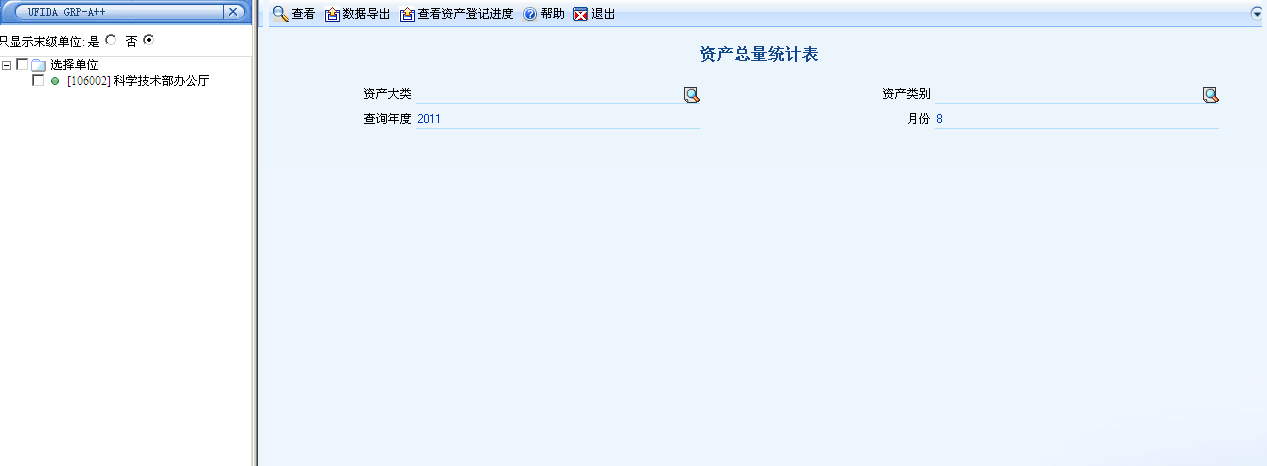 UFIDA GRP-A++
只显示末级单位: 是 否
选择单位
[106002] 科学技术部办公厅
查看 数据导出 查看资产登记进度 帮助 退出
资产总量统计表
资产大类 资产类别
查询年度 2011 月份 8